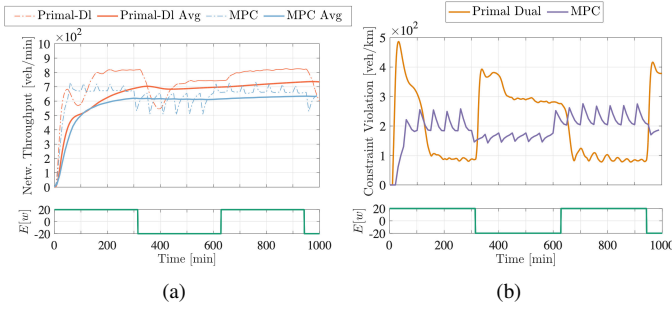 Primal-Dl Primal-Dl Avg MPC MPC Avg
×10²
Netw. Throughput [veh/min]
10
9
8
7
6
5
4
3
2
1
0
E[w]
20
0
-20
0 200 400 600 800 1000
Time [min]
(a)
Primal Dual MPC
×10²
Constraint Violation [veh/km]
5
4
3
2
1
0
E[w]
20
0
-20
0 200 400 600 800 1000
Time [min]
(b)